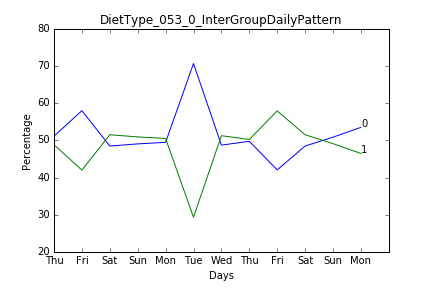 DietType_053_0_InterGroupDailyPattern
80
70
60
50
40
30
20
Percentage
0
1
Thu Fri Sat Sun Mon Tue Wed Thu Fri Sat Sun Mon
Days